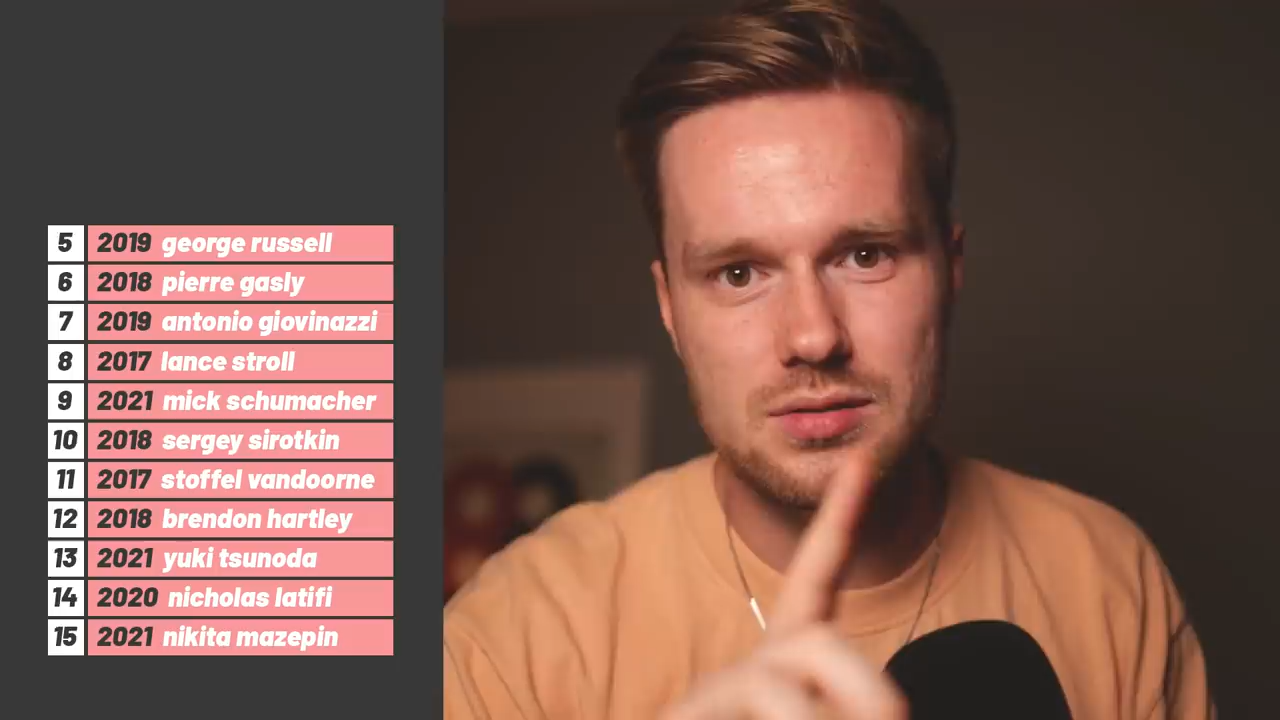 5 2019 george russell
6 2018 pierre gasly
7 2019 antonio giovinazzi
8 2017 lance stroll
9 2021 mick schumacher
10 2018 sergey sirotkin
11 2017 stoffel vandoorne
12 2018 brendon hartley
13 2021 yuki tsunoda
14 2020 nicholas latifi
15 2021 nikita mazepin